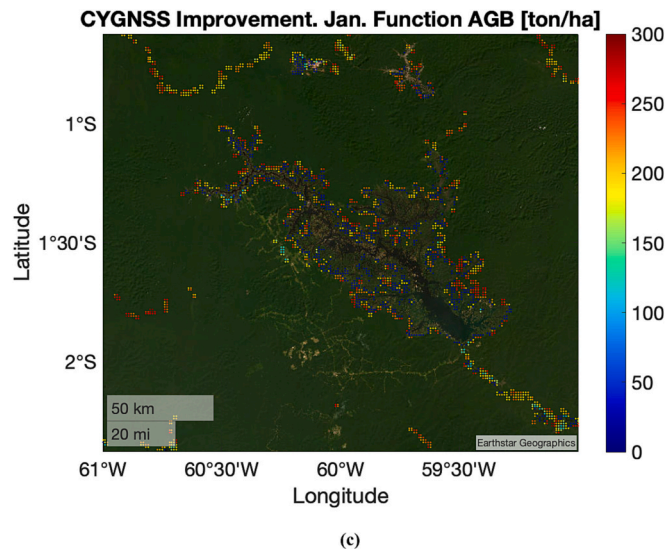 CYGNSS Improvement. Jan. Function AGB [ton/ha]
300
250
200
150
100
50
0
Latitude
1°S
1°30'S
2°S
50 km
20 mi
Earthstar Geographics
61°W
60°30'W
60°W
59°30'W
Longitude
(c)